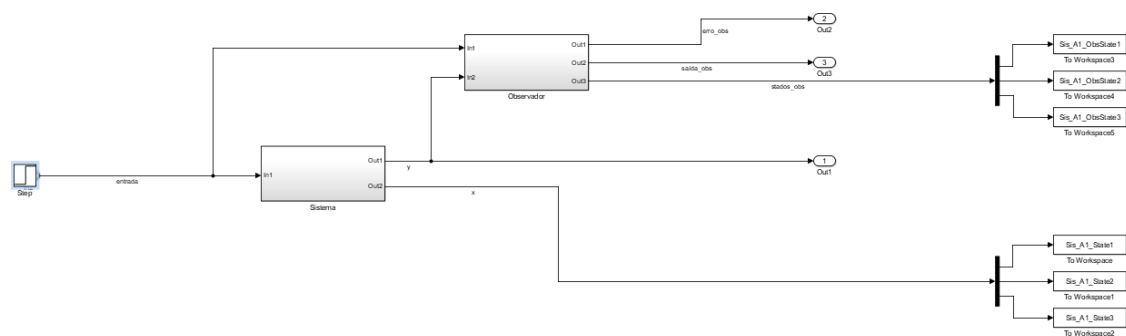 2
Out2
erro_obs
Sis_A1_ObsState1
To Workspace3
In1
Out1
Out2
saída_obs
3
Out3
In2
Out3
stados_obs
Sis_A1_ObsState2
To Workspace4
Observador
Sis_A1_ObsState3
To Workspace5
Step
entrada
In1
Out1
y
1
Out1
Out2
x
Sistema
Sis_A1_State1
To Workspace
Sis_A1_State2
To Workspace1
Sis_A1_State3
To Workspace2